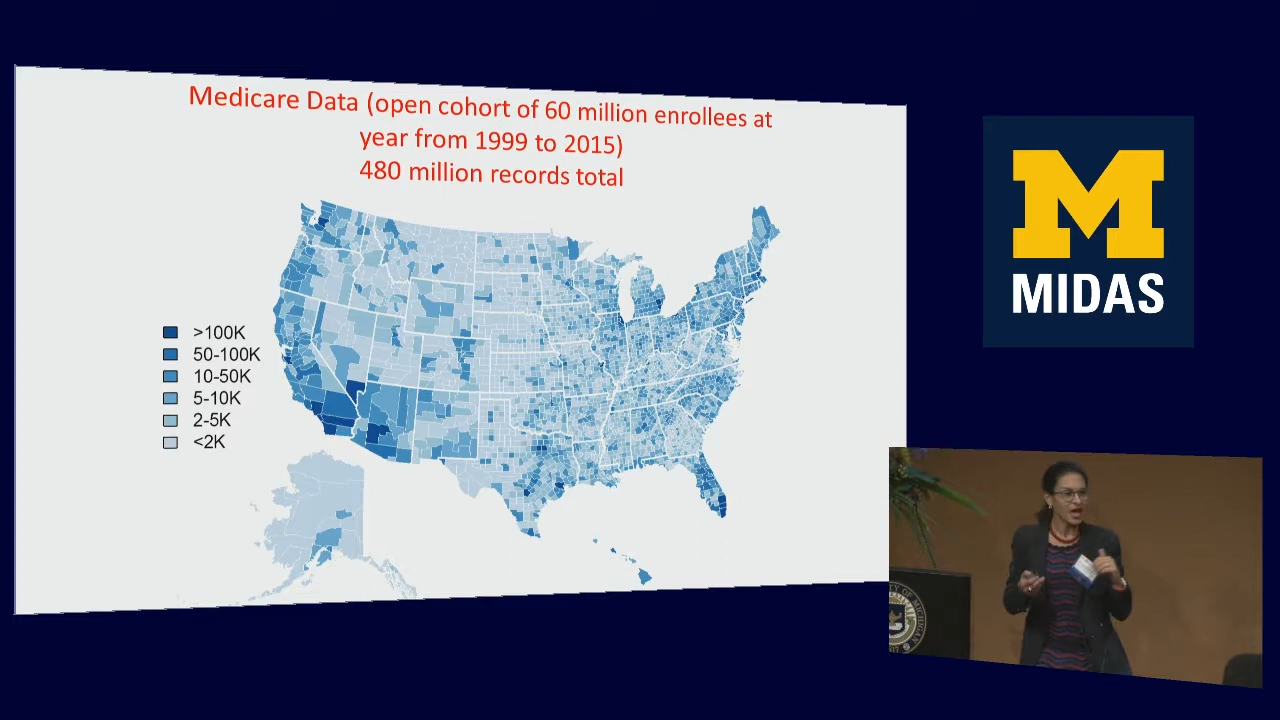 Medicare Data (open cohort of 60 million enrollees at
year from 1999 to 2015)
480 million records total
>100K
50-100K
10-50K
5-10K
2-5K
<2K
M
MIDAS